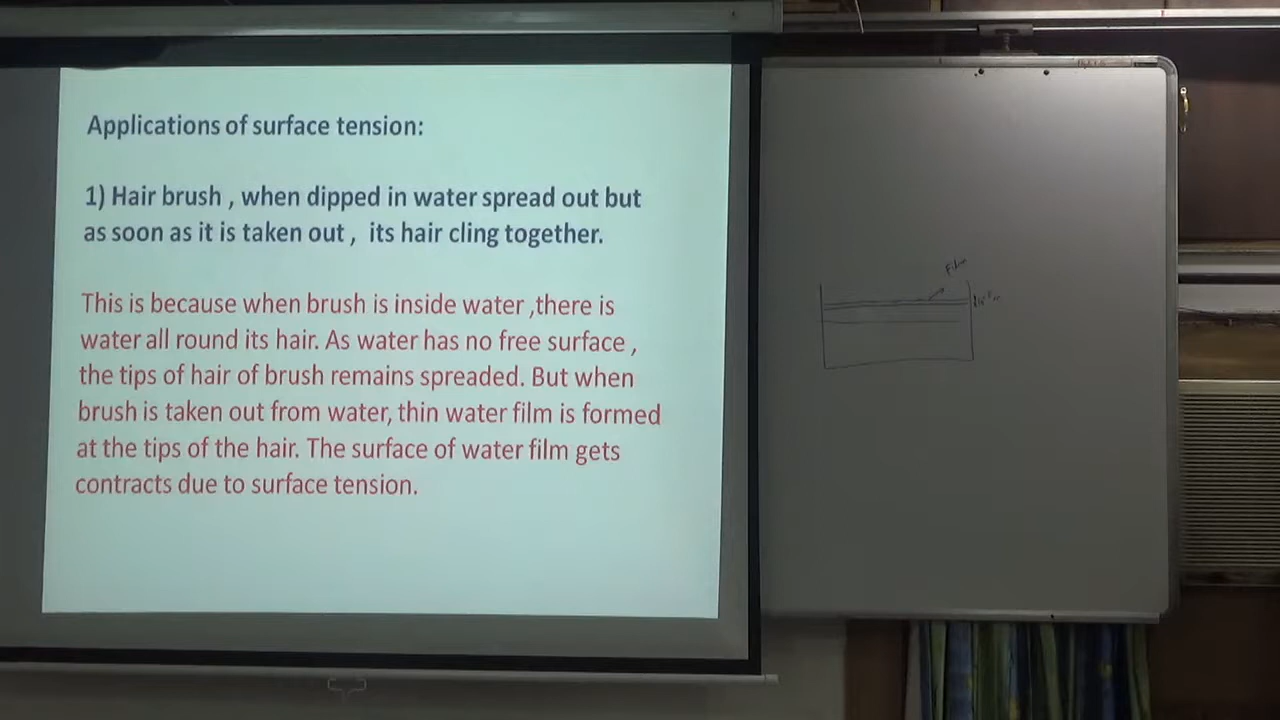 Applications of surface tension:
1) Hair brush , when dipped in water spread out but
as soon as it is taken out , its hair cling together.
This is because when brush is inside water ,there is
water all round its hair. As water has no free surface ,
the tips of hair of brush remains spreaded. But when
brush is taken out from water, thin water film is formed
at the tips of the hair. The surface of water film gets
contracts due to surface tension.
Film